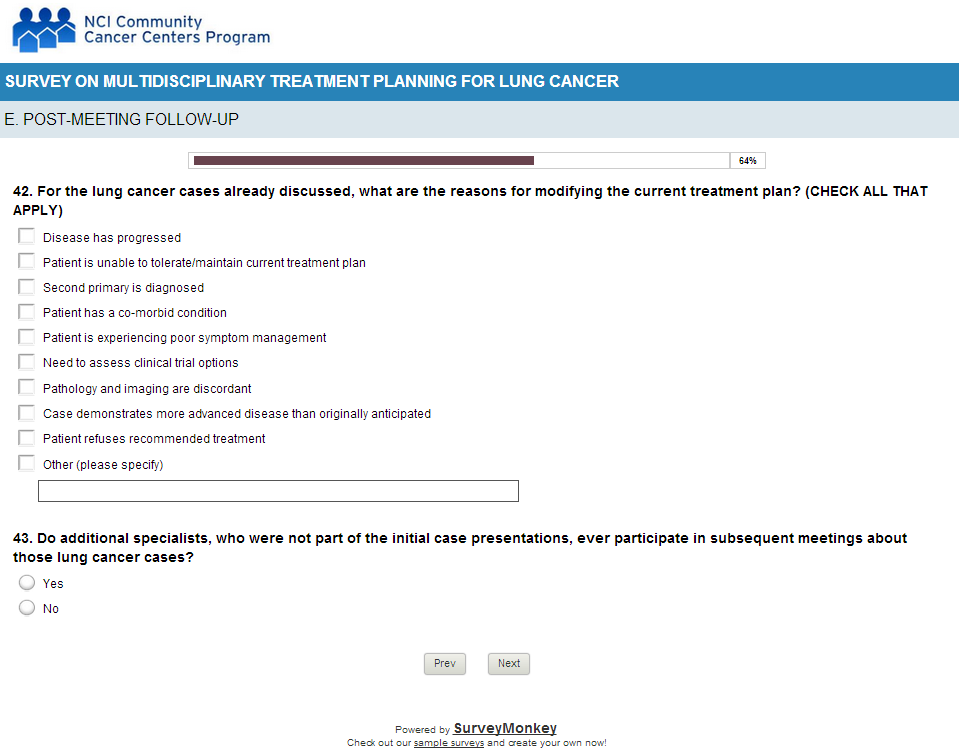 NCI Community
Cancer Centers Program
SURVEY ON MULTIDISCIPLINARY TREATMENT PLANNING FOR LUNG CANCER
E. POST-MEETING FOLLOW-UP
64%
42. For the lung cancer cases already discussed, what are the reasons for modifying the current treatment plan? (CHECK ALL THAT
APPLY)
Disease has progressed
Patient is unable to tolerate/maintain current treatment plan
Second primary is diagnosed
Patient has a co-morbid condition
Patient is experiencing poor symptom management
Need to assess clinical trial options
Pathology and imaging are discordant
Case demonstrates more advanced disease than originally anticipated
Patient refuses recommended treatment
Other (please specify)
43. Do additional specialists, who were not part of the initial case presentations, ever participate in subsequent meetings about
those lung cancer cases?
Yes
No
Prev Next
Powered by SurveyMonkey
Check out our sample surveys and create your own now!